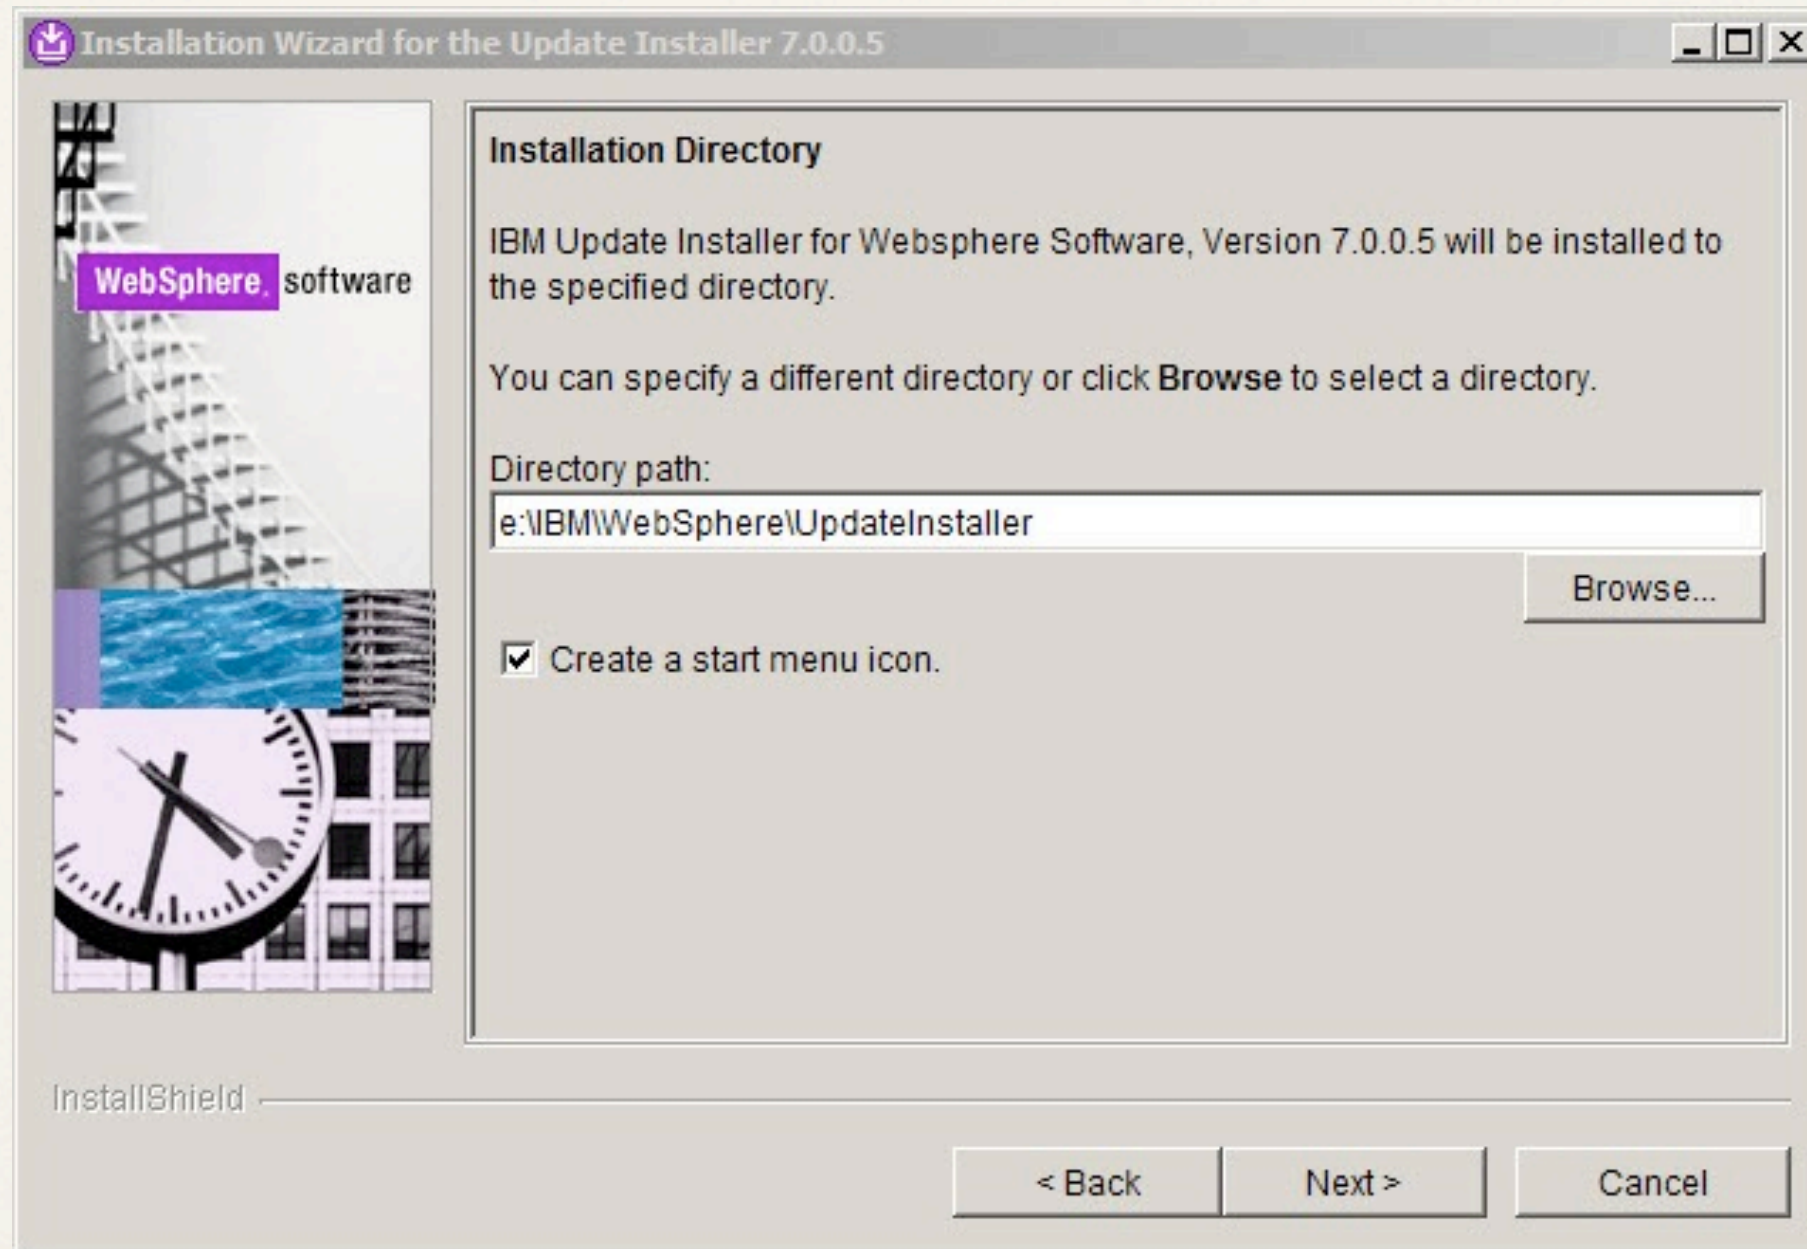 Installation Wizard for the Update Installer 7.0.0.5
WebSphere. software
Installation Directory
IBM Update Installer for Websphere Software, Version 7.0.0.5 will be installed to
the specified directory.
You can specify a different directory or click Browse to select a directory.
Directory path:
e:\IBM\WebSphere\UpdateInstaller
Browse...
Create a start menu icon.
InstallShield
< Back
Next >
Cancel